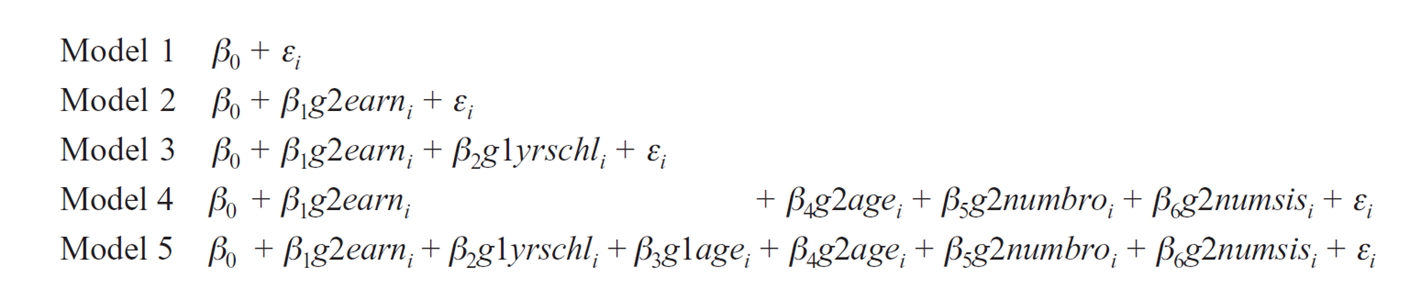 Model 1 β₀ + εᵢ
Model 2 β₀ + β₁g2earnᵢ + εᵢ
Model 3 β₀ + β₁g2earnᵢ + β₂g1yrschlᵢ + εᵢ
Model 4 β₀ + β₁g2earnᵢ + β₄g2ageᵢ + β₅g2numbroᵢ + β₆g2numsisᵢ + εᵢ
Model 5 β₀ + β₁g2earnᵢ + β₂g1yrschlᵢ + β₃g1ageᵢ + β₄g2ageᵢ + β₅g2numbroᵢ + β₆g2numsisᵢ + εᵢ